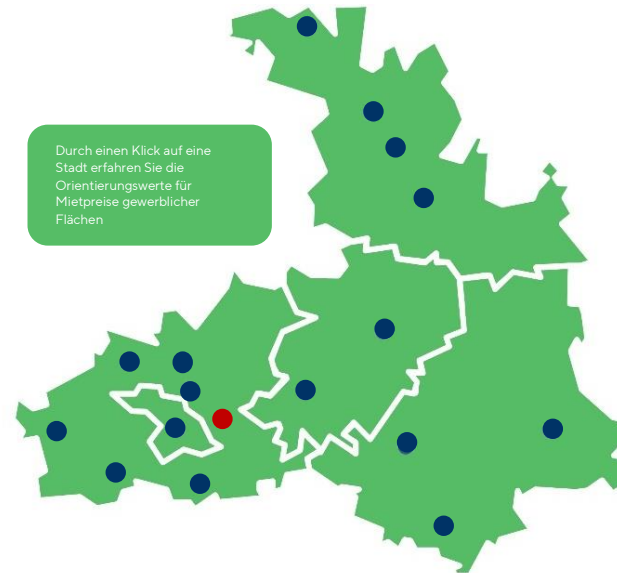 Durch einen Klick auf eine
Stadt erfahren Sie die
Orientierungswerte für
Mietpreise gewerblicher
Flächen